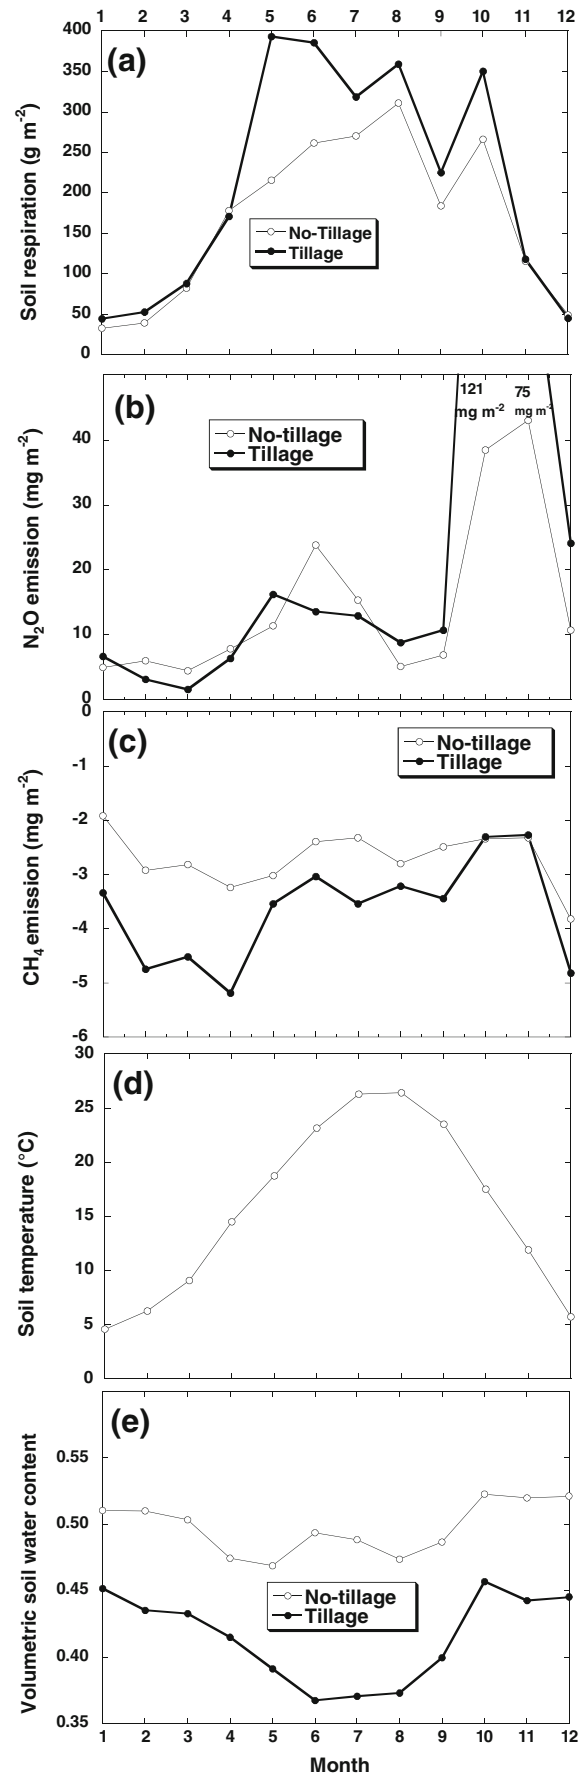 1 2 3 4 5 6 7 8 9 10 11 12
400
350
300
250
200
150
100
50
0
Soil respiration (g m-2)
(a)
No-Tillage
Tillage
40
30
20
10
0
N2O emission (mg m-2)
(b)
No-tillage
Tillage
121
mg m-2
75
mg m-2
0
-1
-2
-3
-4
-5
-6
CH4 emission (mg m-2)
(c)
No-tillage
Tillage
30
25
20
15
10
5
0
Soil temperature (°C)
(d)
0.55
0.50
0.45
0.40
0.35
Volumetric soil water content
(e)
No-tillage
Tillage
1 2 3 4 5 6 7 8 9 10 11 12
Month